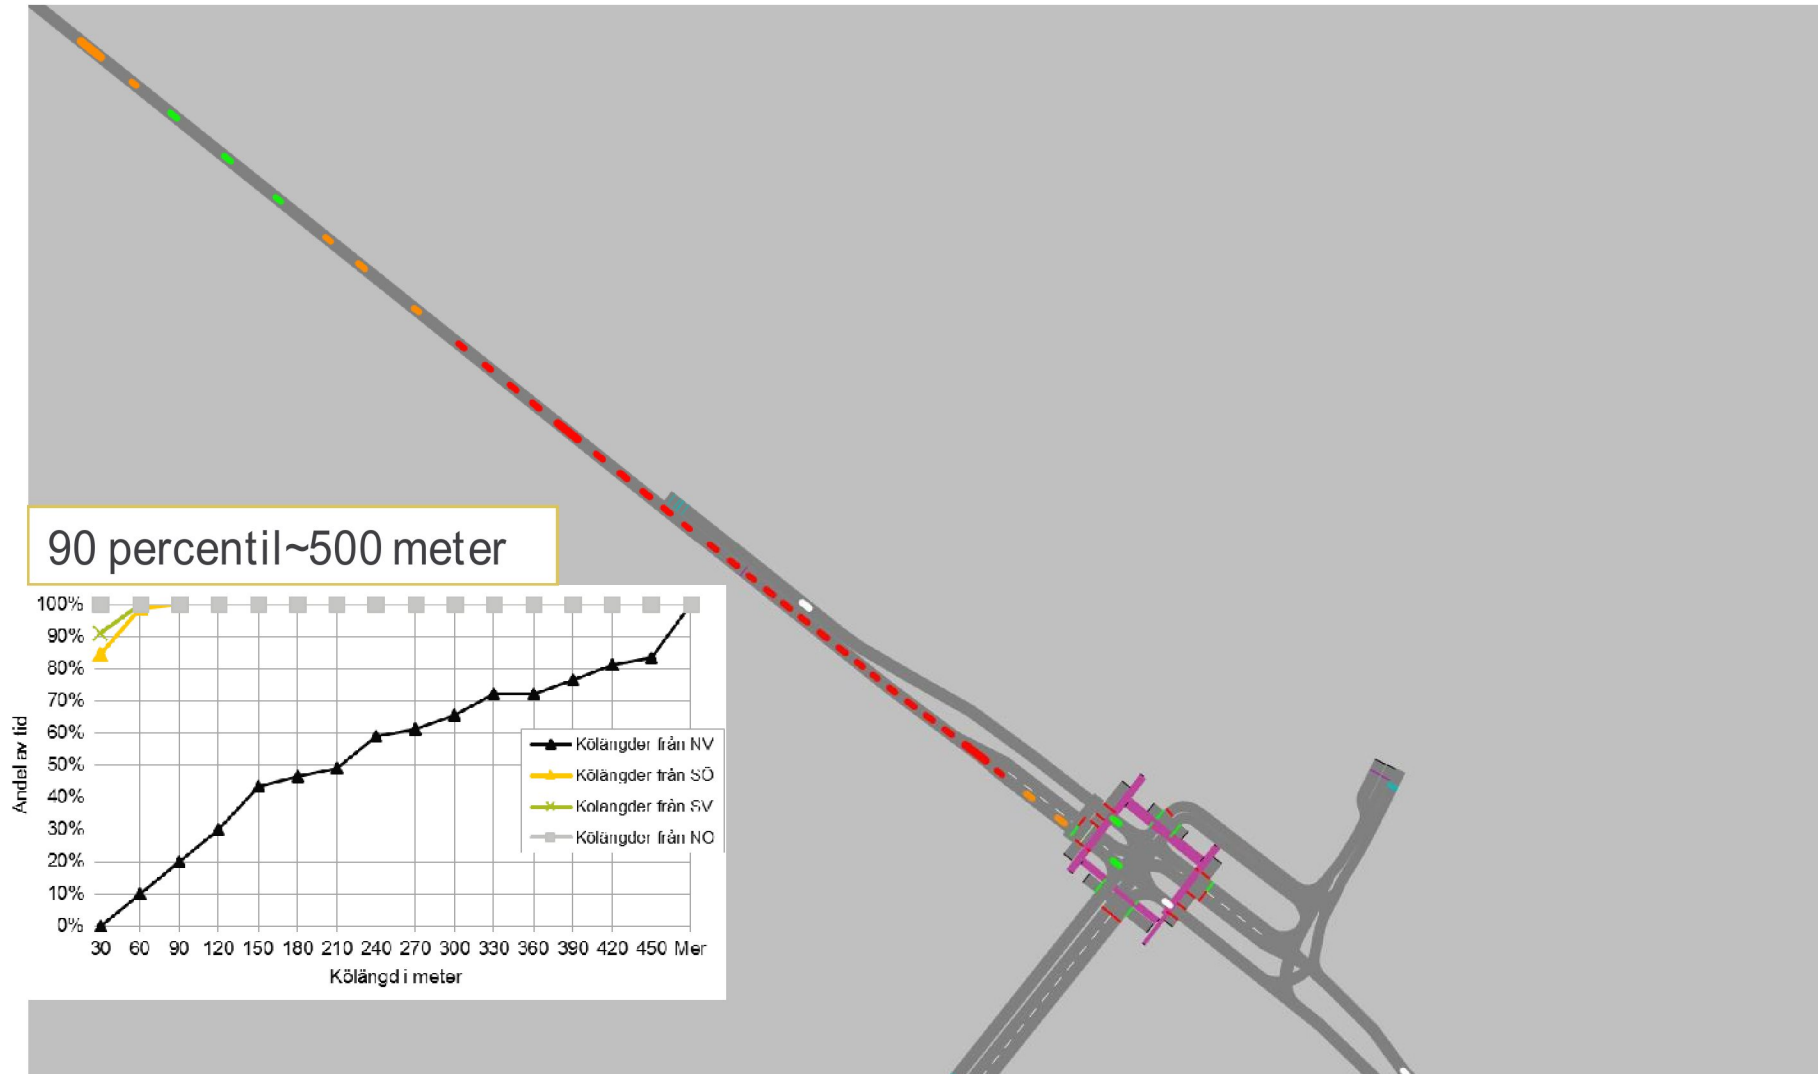 90 percentil~500 meter
100%
90%
80%
70%
60%
50%
40%
30%
20%
10%
0%
Andel av tid
30 60 90 120 150 180 210 240 270 300 330 360 390 420 450 Mer
Kölängd i meter
Kölängder från NV
Kölängder från SÖ
Kölängder från SV
Kölängder från NO